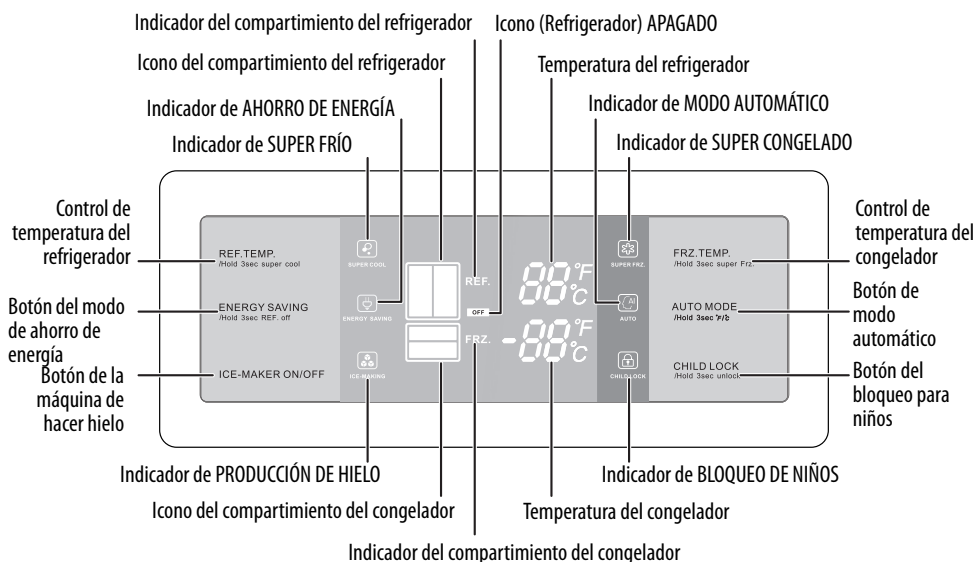 Indicador del compartimiento del refrigerador
Icono (Refrigerador) APAGADO
Icono del compartimiento del refrigerador
Temperatura del refrigerador
Indicador de AHORRO DE ENERGÍA
Indicador de MODO AUTOMÁTICO
Indicador de SUPER FRÍO
Indicador de SUPER CONGELADO
Control de
temperatura del
refrigerador
Botón del modo
de ahorro de
energía
Botón de la
máquina de
hacer hielo
REF.TEMP.
/Hold 3sec super cool
ENERGY SAVING
/Hold 3sec REF. off
ICE-MAKER ON/OFF
SUPER COOL
ENERGY SAVING
ICE-MAKING
REF.
OFF
FRZ.
88°F
°C
-88°F
°C
SUPER FRZ.
AI
AUTO
CHILD LOCK
FRZ.TEMP.
/Hold 3sec super Frz.
AUTO MODE
/Hold 3sec °F/°C
CHILD LOCK
/Hold 3sec unlock
Control de
temperatura del
congelador
Botón de
modo
automático
Botón del
bloqueo para
niños
Indicador de PRODUCCIÓN DE HIELO
Indicador de BLOQUEO DE NIÑOS
Icono del compartimiento del congelador
Temperatura del congelador
Indicador del compartimiento del congelador